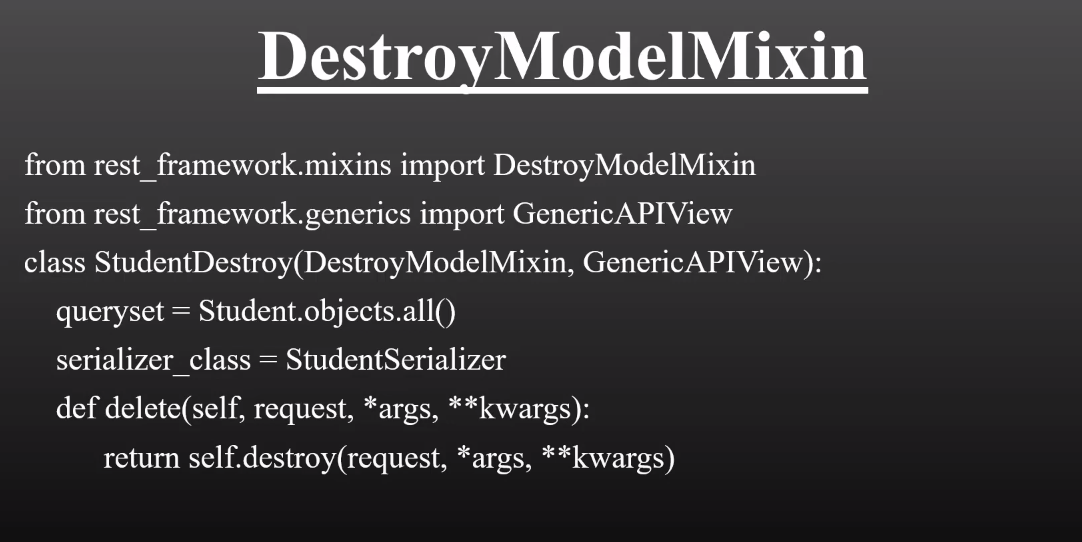 DestroyModelMixin
from rest_framework.mixins import DestroyModelMixin
from rest_framework.generics import GenericAPIView
class StudentDestroy(DestroyModelMixin, GenericAPIView):
queryset = Student.objects.all()
serializer_class = StudentSerializer
def delete(self, request, *args, **kwargs):
return self.destroy(request, *args, **kwargs)